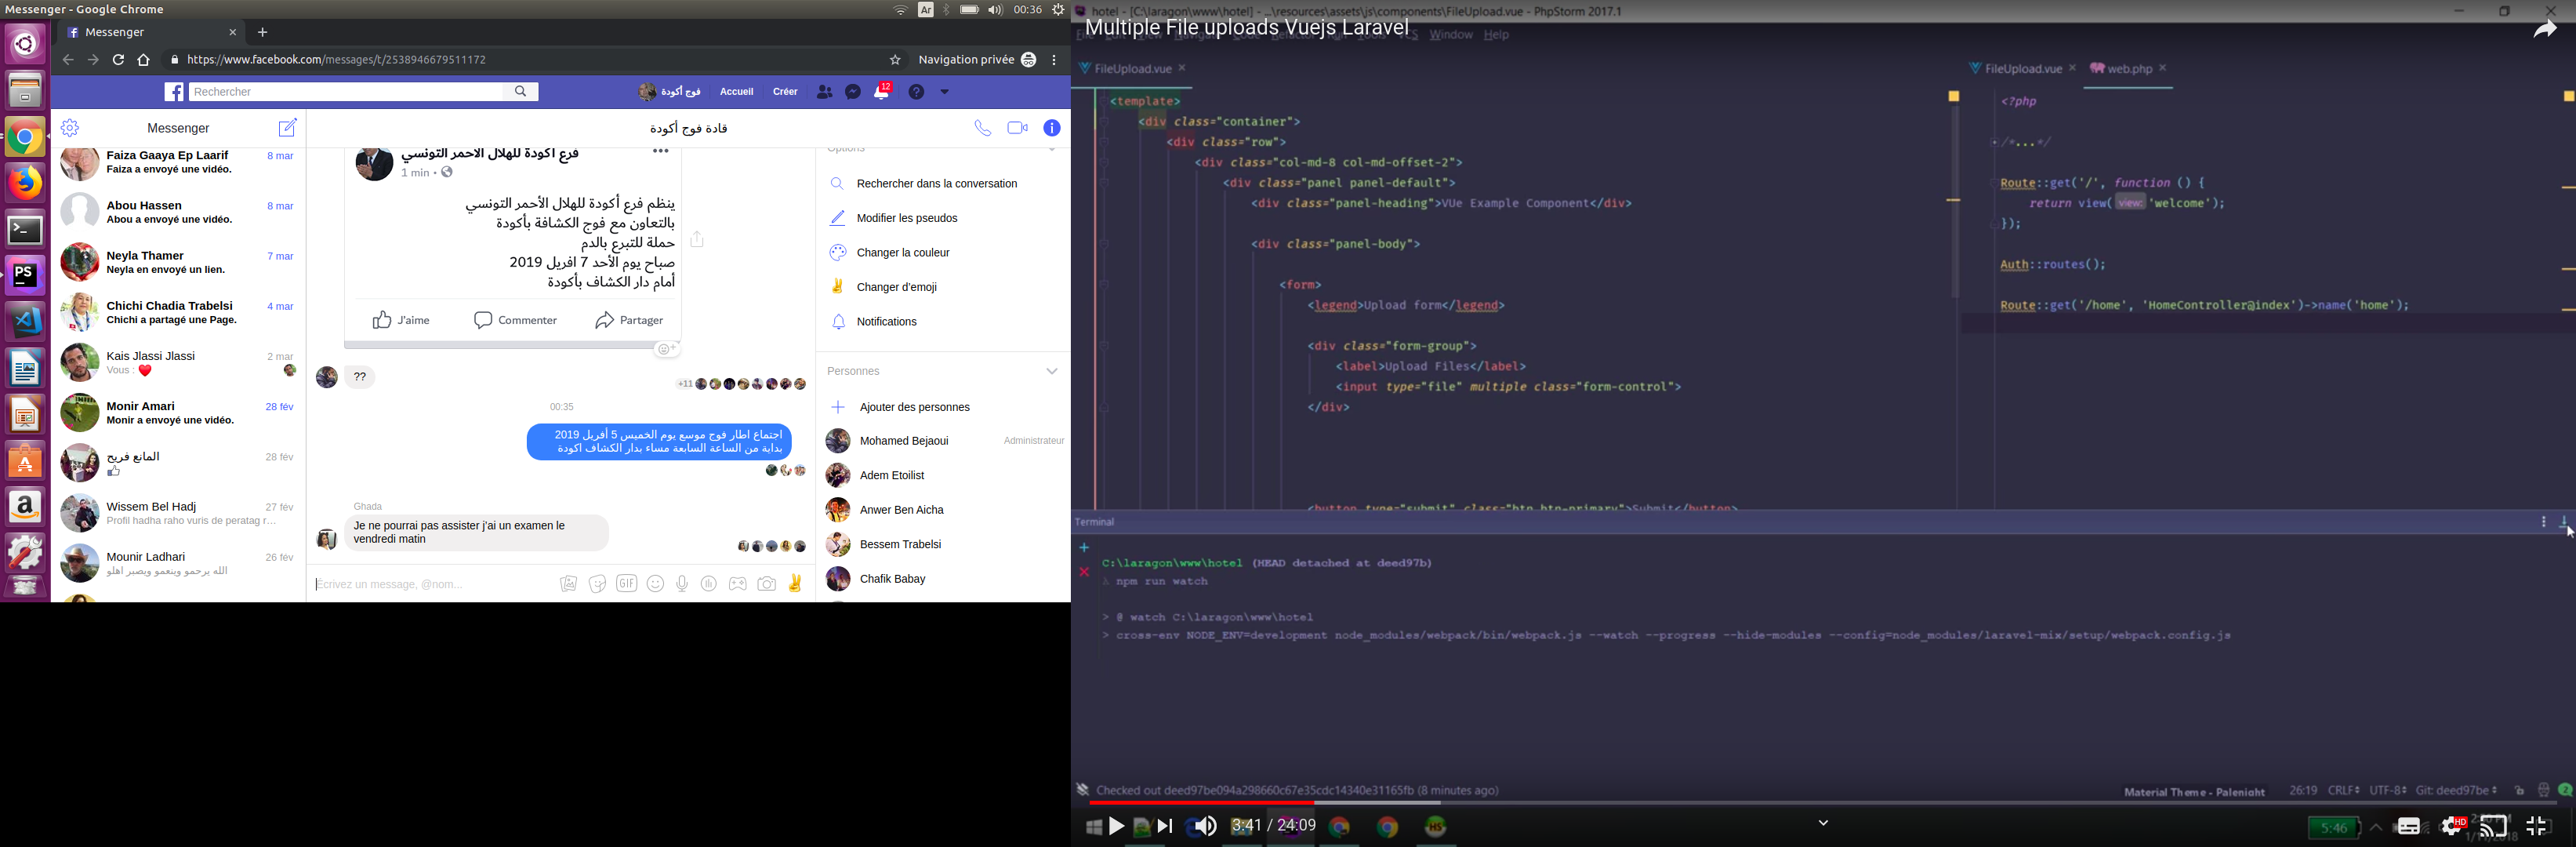 Messenger - Google Chrome
Ar
00:36
Messenger
https://www.facebook.com/messages/t/2538946679511172
Navigation privée
Rechercher
فوج أكودة
Accueil
Créer
12
Messenger
Faiza Gaaya Ep Laarif
8 mar
Faiza a envoyé une vidéo.
Abou Hassen
8 mar
Abou a envoyé une vidéo.
Neyla Thamer
7 mar
Neyla en envoyé un lien.
Chichi Chadia Trabelsi
4 mar
Chichi a partagé une Page.
Kais Jlassi Jlassi
2 mar
Vous :
Monir Amari
28 fév
Monir a envoyé une vidéo.
المانع فريح
28 fév
Wissem Bel Hadj
27 fév
Profil hadha raho vuris de peratag r...
Mounir Ladhari
26 fév
الله يرحمو وينعمو ويصبر اهلو
قادة فوج أكودة
فرع أكودة للهلال الاحمر التونسي
1 min
ينظم فرع أكودة للهلال الأحمر التونسي
بالتعاون مع فوج الكشافة بأكودة
حملة للتبرع بالدم
صباح يوم الأحد 7 افريل 2019
أمام دار الكشاف بأكودة
J'aime
Commenter
Partager
??
+11
00:35
اجتماع اطار فوج موسع يوم الخميس 5 أفريل 2019
بداية من الساعة السابعة مساء بدار الكشاف اكودة
Ghada
Je ne pourrai pas assister j'ai un examen le
vendredi matin
Écrivez un message, @nom...
GIF
Options
Rechercher dans la conversation
Modifier les pseudos
Changer la couleur
Changer d'emoji
Notifications
Personnes
Ajouter des personnes
Mohamed Bejaoui
Administrateur
Adem Etoilist
Anwer Ben Aicha
Bessem Trabelsi
Chafik Babay
hotel - [C:\laragon\www\hotel] - ...\resources\assets\js\components\FileUpload.vue - PhpStorm 2017.1
Multiple File uploads Vuejs Laravel
Window Help
FileUpload.vue
<template>
<div class="container">
<div class="row">
<div class="col-md-8 col-md-offset-2">
<div class="panel panel-default">
<div class="panel-heading">VUe Example Component</div>
<div class="panel-body">
<form>
<legend>Upload form</legend>
<div class="form-group">
<label>Upload Files</label>
<input type="file" multiple class="form-control">
</div>
<button type="submit" class="btn btn-primary">Submit</button>
FileUpload.vue
web.php
<?php
/*...*/
Route::get('/', function () {
return view( view: 'welcome');
});
Auth::routes();
Route::get('/home', 'HomeController@index')->name('home');
Terminal
C:\laragon\www\hotel (HEAD detached at deed97b)
λ npm run watch
> @ watch C:\laragon\www\hotel
> cross-env NODE_ENV=development node_modules/webpack/bin/webpack.js --watch --progress --hide-modules --config=node_modules/laravel-mix/setup/webpack.config.js
Checked out deed97be094a298660c67e35cdc14340e31165fb (8 minutes ago)
Material Theme - Palenight
26:19
CRLF
UTF-8
Git: deed97be
3:41 / 24:09
5:46
HD